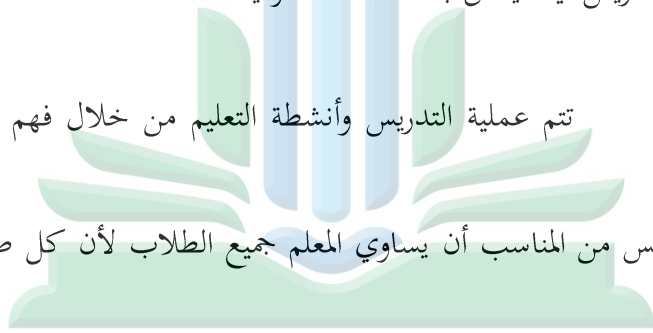 تتم عملية التدريس وأنشطة التعليم من خلال فهم
من المناسب أن يساوي المعلم جميع الطلاب لأن كل